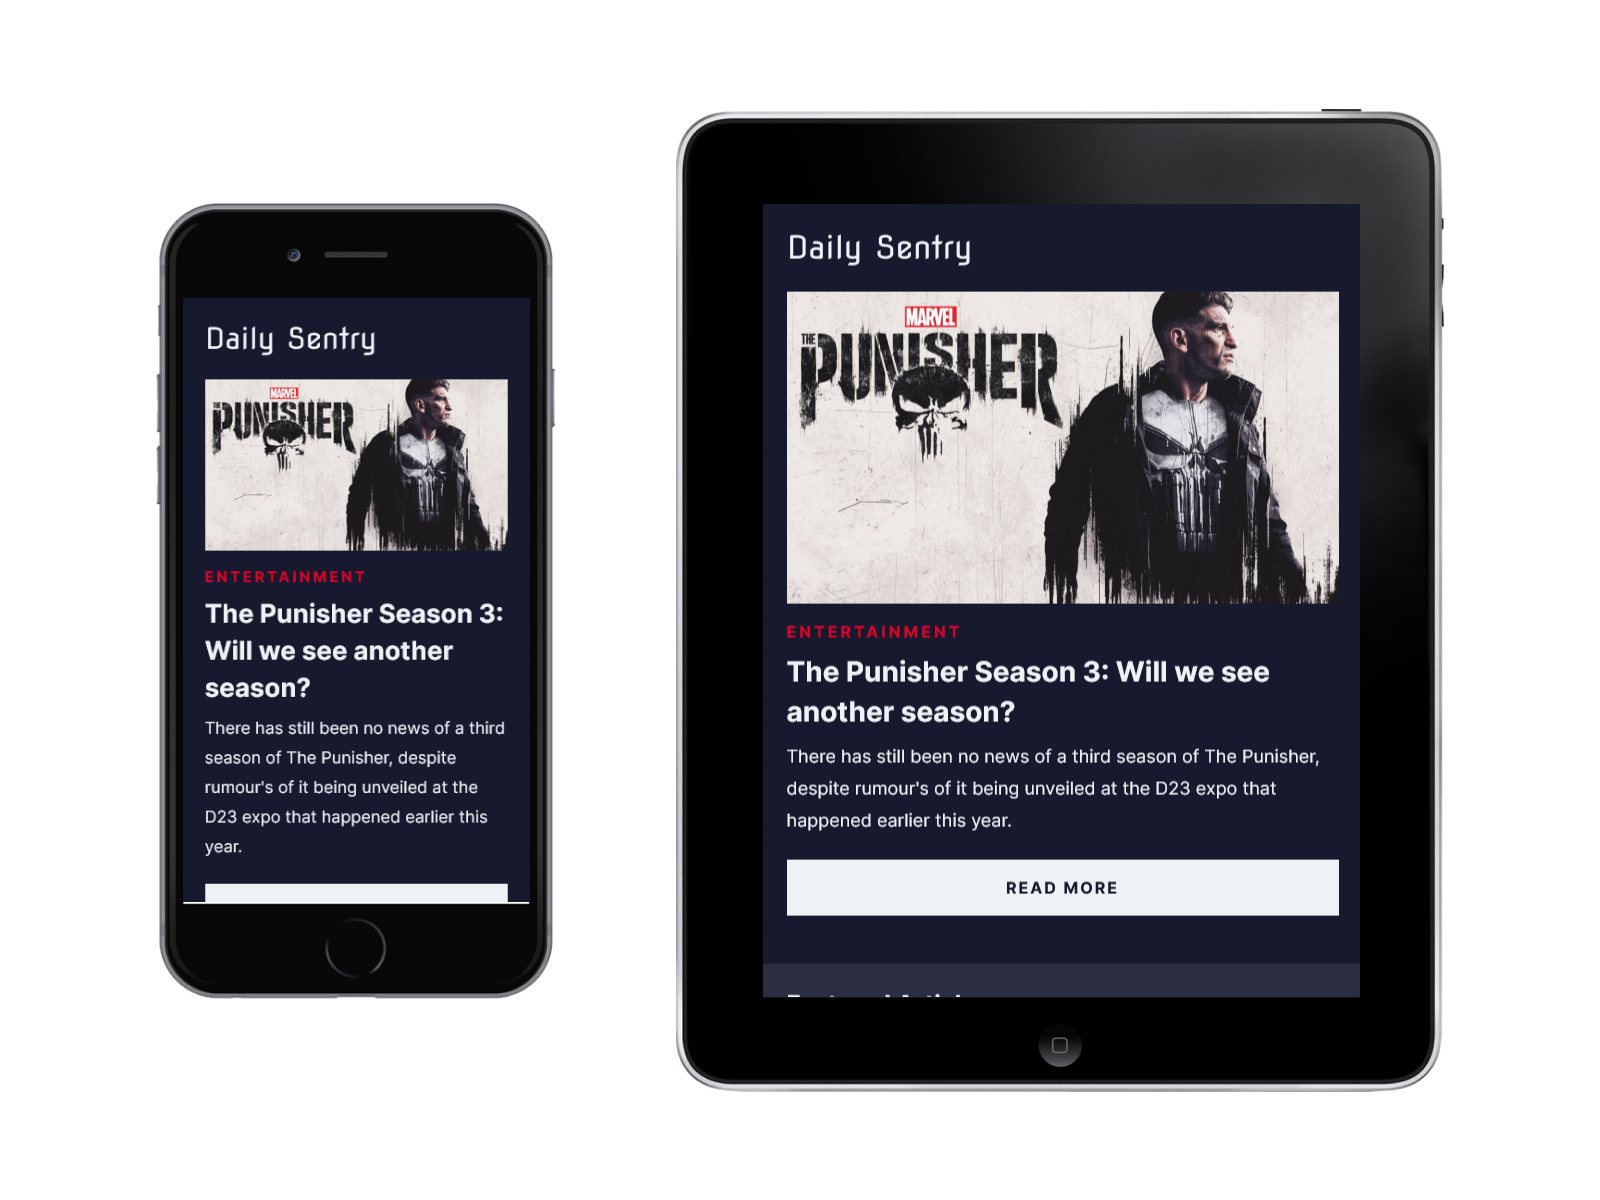 Daily Sentry
MARVEL
THE
PUNISHER
ENTERTAINMENT
The Punisher Season 3:
Will we see another
season?
There has still been no news of a third
season of The Punisher, despite
rumour's of it being unveiled at the
D23 expo that happened earlier this
year.
Daily Sentry
MARVEL
THE
PUNISHER
ENTERTAINMENT
The Punisher Season 3: Will we see
another season?
There has still been no news of a third season of The Punisher,
despite rumour's of it being unveiled at the D23 expo that
happened earlier this year.
READ MORE